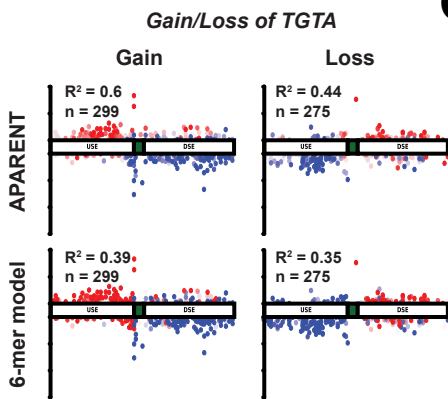 Gain/Loss of TGTA
Gain
Loss
APPARENT
R² = 0.6
n = 299
USE
DSE
R² = 0.44
n = 275
USE
DSE
6-mer model
R² = 0.39
n = 299
USE
DSE
R² = 0.35
n = 275
USE
DSE